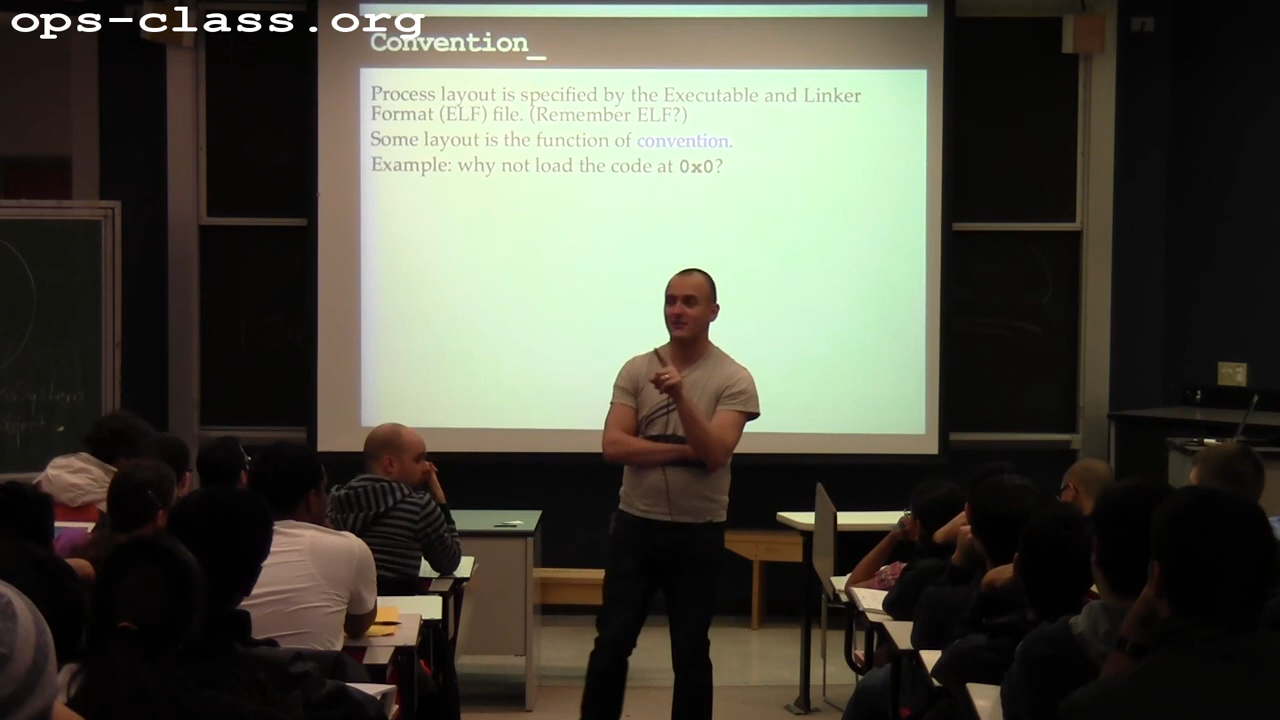 ops-class.org
Convention_
Process layout is specified by the Executable and Linker
Format (ELF) file. (Remember ELF?)
Some layout is the function of convention.
Example: why not load the code at 0x0?